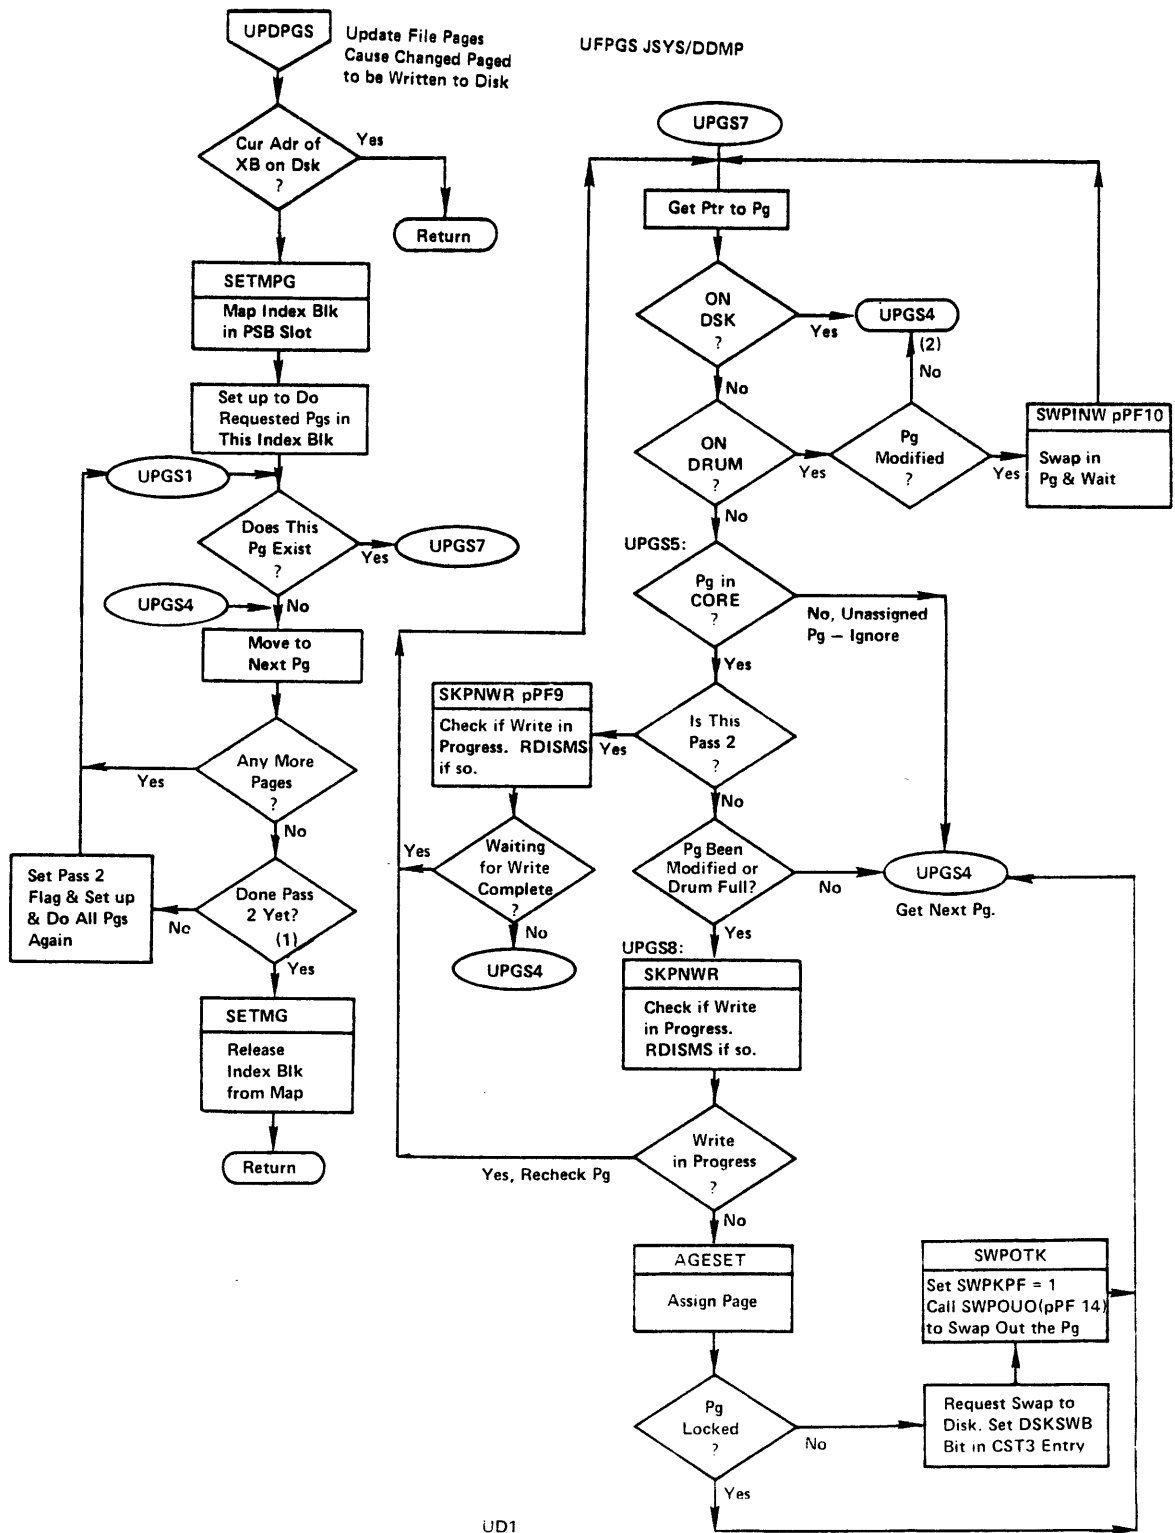 UPDPGS
Update File Pages
Cause Changed Paged
to be Written to Disk
UFPGS JSYS/DDMP
Cur Adr of
XB on Dsk
?
Yes
Return
SETMPG
Map Index Blk
in PSB Slot
Set up to Do
Requested Pgs in
This Index Blk
UPGS1
Does This
Pg Exist
?
Yes
UPGS7
No
UPGS4
Move to
Next Pg
Any More
Pages
?
Yes
No
Done Pass
2 Yet?
(1)
No
Set Pass 2
Flag & Set up
& Do All Pgs
Again
Yes
SETMG
Release
Index Blk
from Map
Return
UPGS7
Get Ptr to Pg
ON
DSK
?
Yes
UPGS4
(2)
No
No
ON
DRUM
?
Yes
Pg
Modified
?
Yes
SWPINW pPF10
Swap in
Pg & Wait
No
UPGS5:
Pg in
CORE
?
No, Unassigned
Pg – Ignore
Yes
Is This
Pass 2
?
Yes
SKPNWR pPF9
Check if Write in
Progress. RDISMS
if so.
Waiting
for Write
Complete
?
Yes
No
UPGS4
No
Pg Been
Modified or
Drum Full?
No
UPGS4
Get Next Pg.
Yes
UPGS8:
SKPNWR
Check if Write
in Progress.
RDISMS if so.
Write
in Progress
?
Yes, Recheck Pg
No
AGESET
Assign Page
Pg
Locked
?
No
Request Swap to
Disk. Set DSKSWB
Bit in CST3 Entry
SWPOTK
Set SWPKPF = 1
Call SWPOUO(pPF 14)
to Swap Out the Pg
Yes
UD1